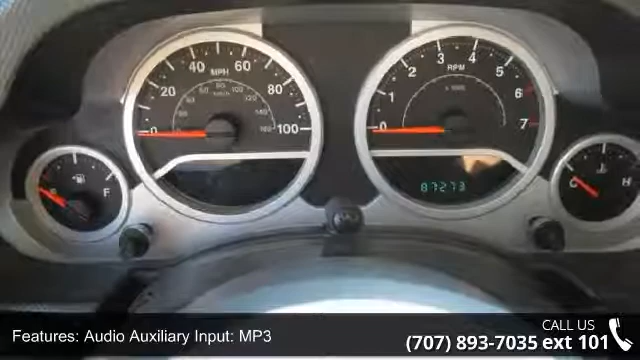 0 20 40 60 80 100
MPH
km/h
0 1 2 3 4 5 6 7
RPM
87273
F
C H
Features: Audio Auxiliary Input: MP3
CALL US
(707) 893-7035 ext 101